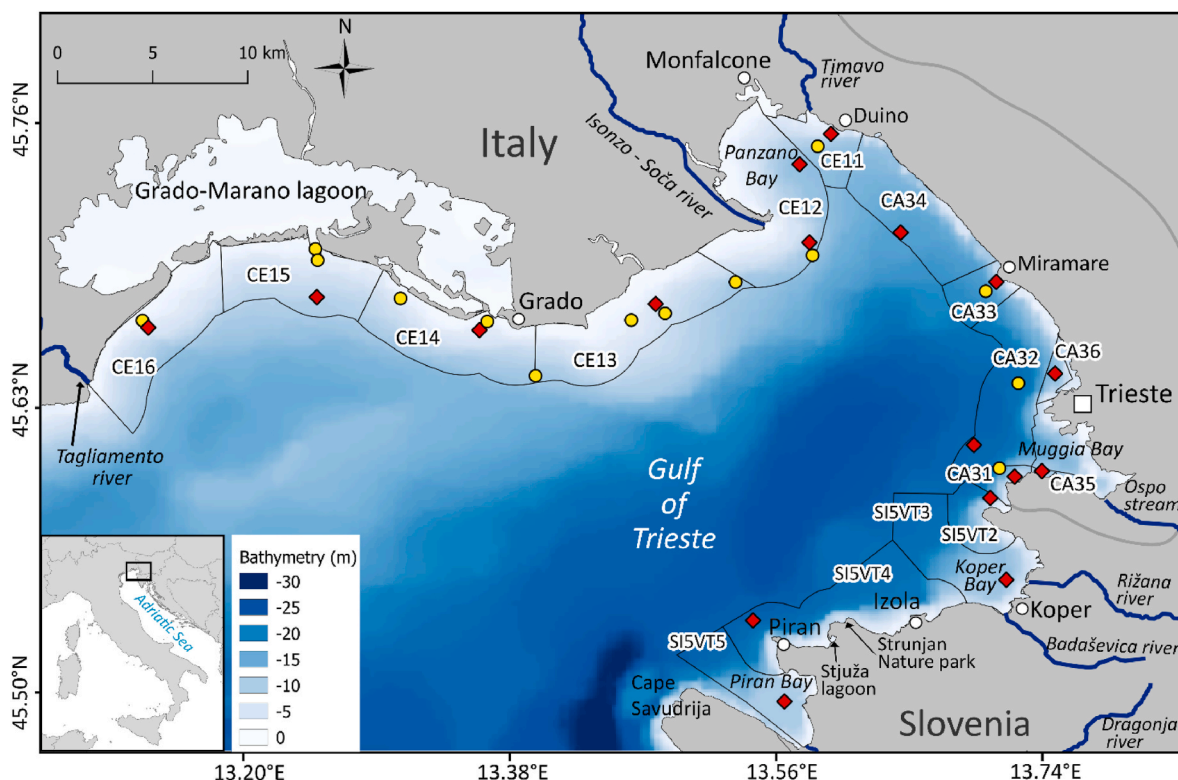 N
0 5 10 km
Monfalcone
Timavo
river
Duino
45.76°N
Italy
Isonzo - Soča river
Panzano
Bay
CE11
Grado-Marano lagoon
CE12
CA34
CE15
Miramare
Grado
CA33
CE14
CE13
CE16
CA32
CA36
45.63°N
Trieste
Tagliamento
river
Muggia Bay
Gulf
of
Trieste
CA31
CA35
Ospo
stream
SI5VT3
SI5VT2
Bathymetry (m)
-30
-25
-20
-15
-10
-5
0
Adriatic Sea
SI5VT4
Koper
Bay
Rižana
river
Izola
Koper
Piran
Strunjan
Nature park
Badaševica river
SI5VT5
Stjuža
lagoon
45.50°N
Cape
Savudrija
Piran Bay
Slovenia
Dragonja
river
13.20°E 13.38°E 13.56°E 13.74°E